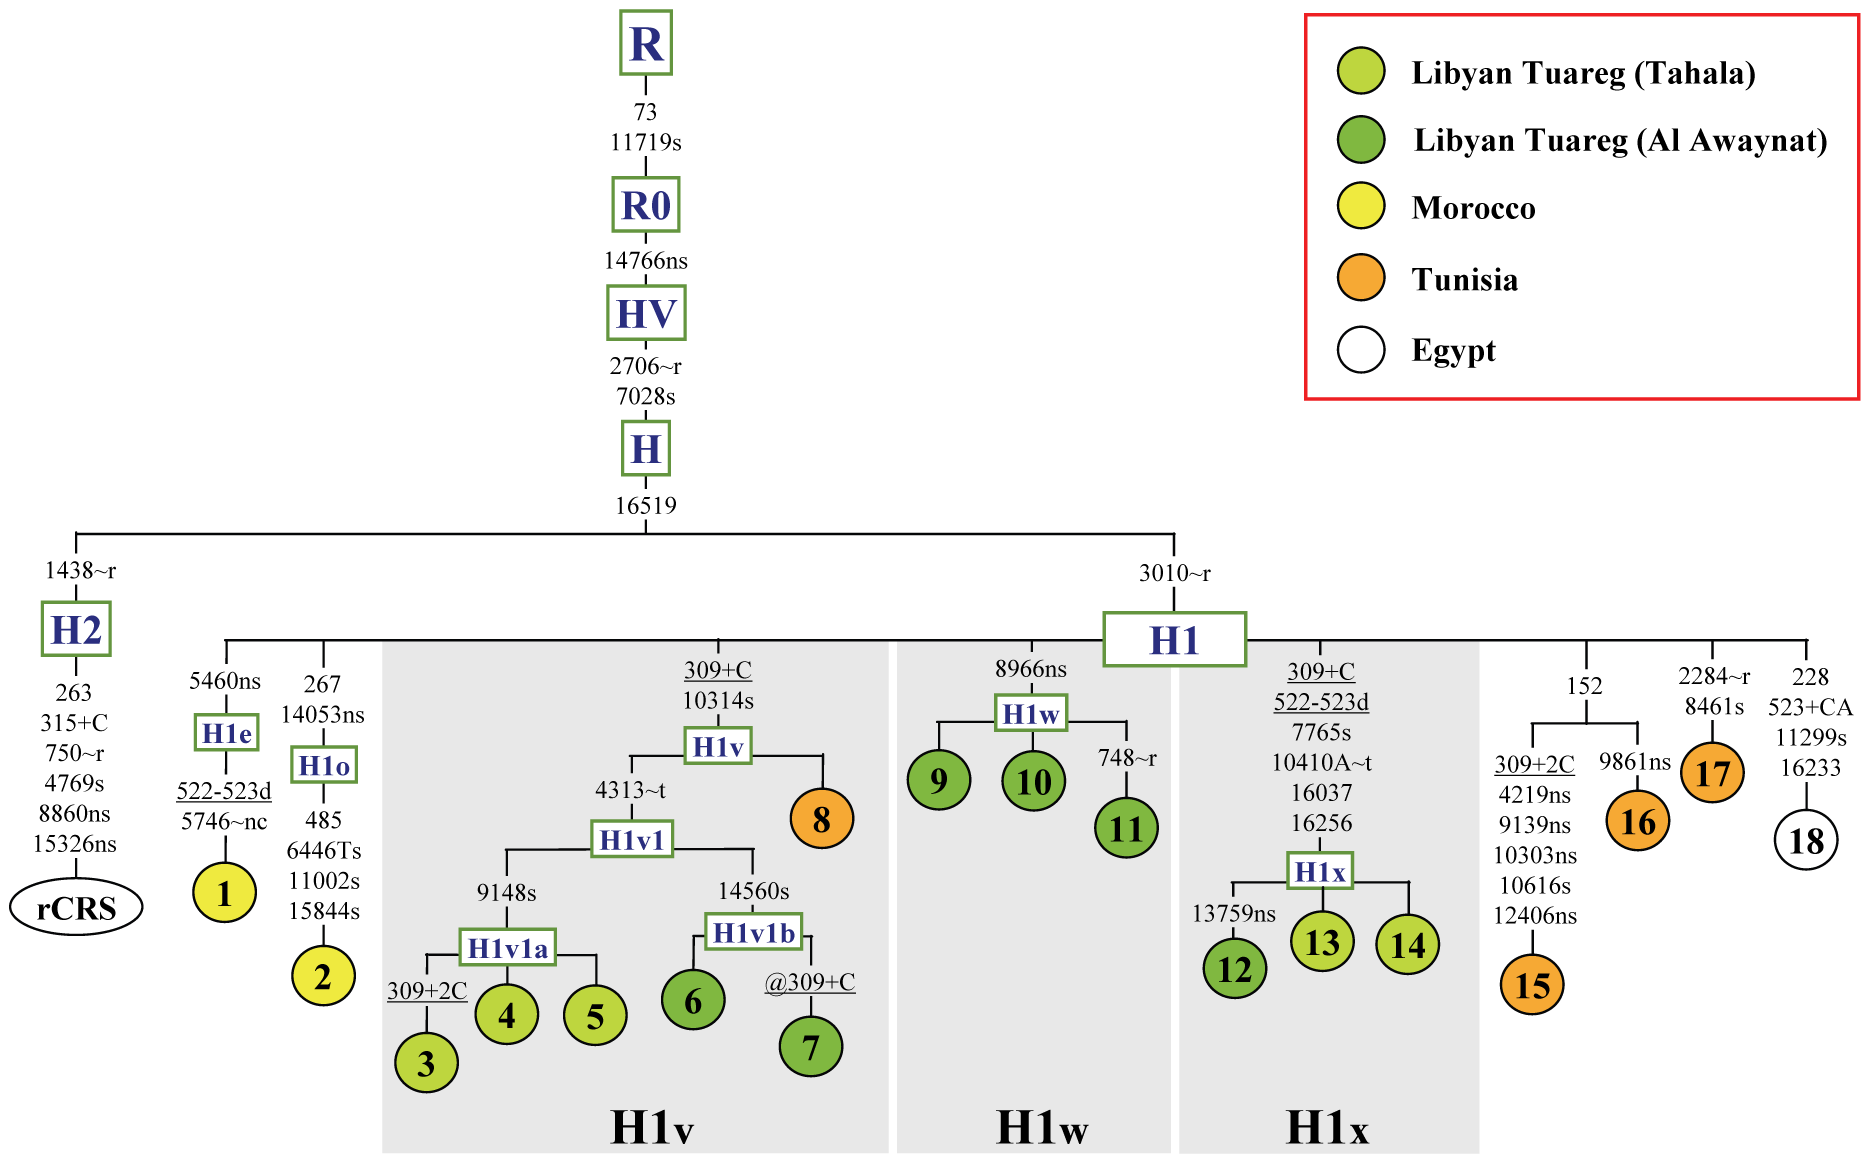 R
73
11719s
R0
14766ns
HV
2706~r
7028s
H
16519
Libyan Tuareg (Tahala)
Libyan Tuareg (Al Awaynat)
Morocco
Tunisia
Egypt
1438~r
H2
263
315+C
750~r
4769s
8860ns
15326ns
rCRS
3010~r
H1
5460ns
H1e
522-523d
5746~nc
1
267
14053ns
H1o
485
6446Ts
11002s
15844s
2
309+C
10314s
H1v
4313~t
H1v1
8
9148s
H1v1a
309+2C
3
4
5
14560s
H1v1b
6
@309+C
7
H1v
8966ns
H1w
9
10
748~r
11
H1w
309+C
522-523d
7765s
10410A~t
16037
16256
H1x
13759ns
12
13
14
H1x
152
309+2C
4219ns
9139ns
10303ns
10616s
12406ns
15
9861ns
16
2284~r
8461s
17
228
523+CA
11299s
16233
18